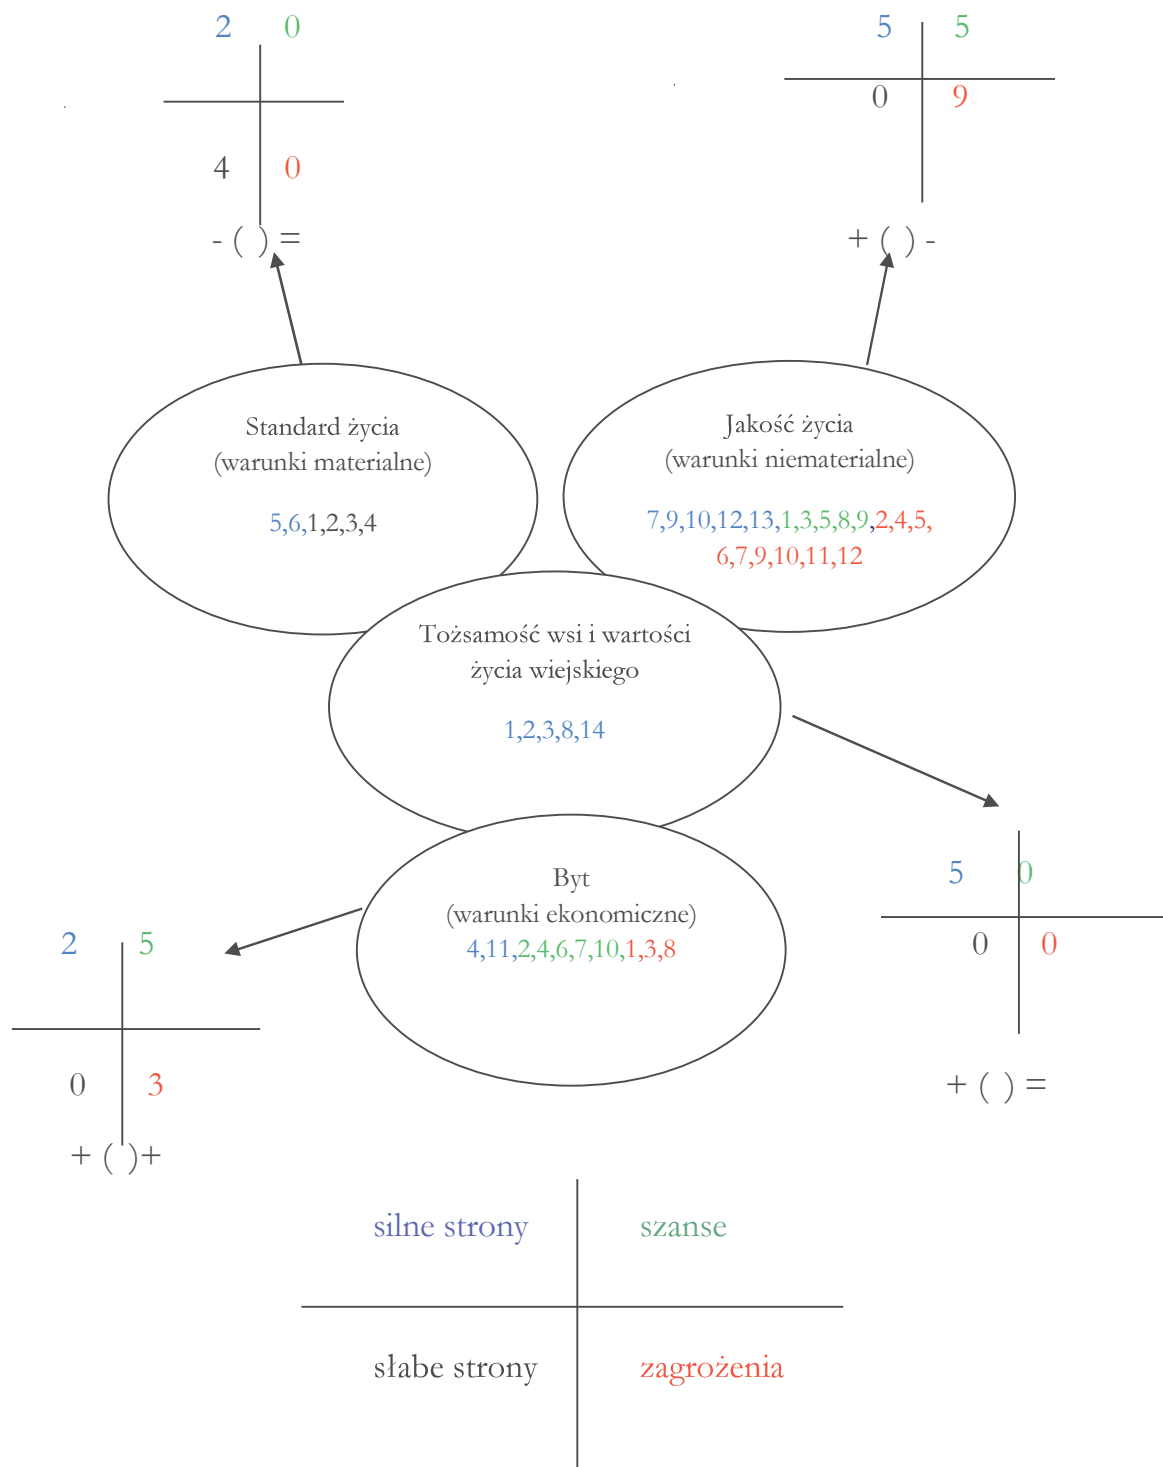 2 0
4 0
- ( ) =
5 5
0 9
+ ( ) -
Standard życia
(warunki materialne)
5,6,1,2,3,4
Jakość życia
(warunki niematerialne)
7,9,10,12,13,1,3,5,8,9,2,4,5,
6,7,9,10,11,12
Tożsamość wsi i wartości
życia wiejskiego
1,2,3,8,14
Byt
(warunki ekonomiczne)
4,11,2,4,6,7,10,1,3,8
5 0
0 0
+ ( ) =
2 5
0 3
+ ( )+
silne strony szanse
słabe strony zagrożenia